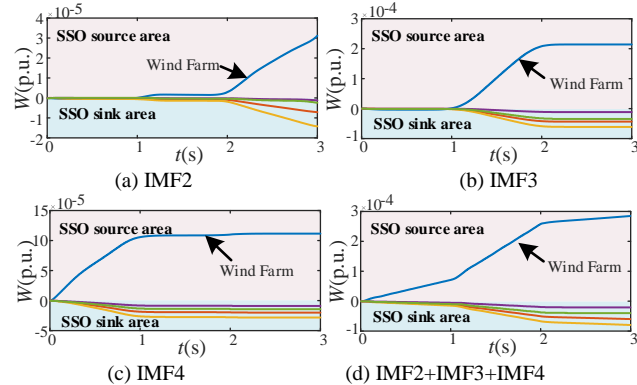 ×10-5
5
4
3
2
1
0
-1
-2
W(p.u.)
SSO source area
Wind Farm
SSO sink area
0 1 2 3
t(s)
(a) IMF2
×10-4
3
2
1
0
-1
W(p.u.)
SSO source area
Wind Farm
SSO sink area
0 1 2 3
t(s)
(b) IMF3
×10-5
15
10
5
0
-5
W(p.u.)
SSO source area
Wind Farm
SSO sink area
0 1 2 3
t(s)
(c) IMF4
×10-4
3
2
1
0
-1
W(p.u.)
SSO source area
Wind Farm
SSO sink area
0 1 2 3
t(s)
(d) IMF2+IMF3+IMF4